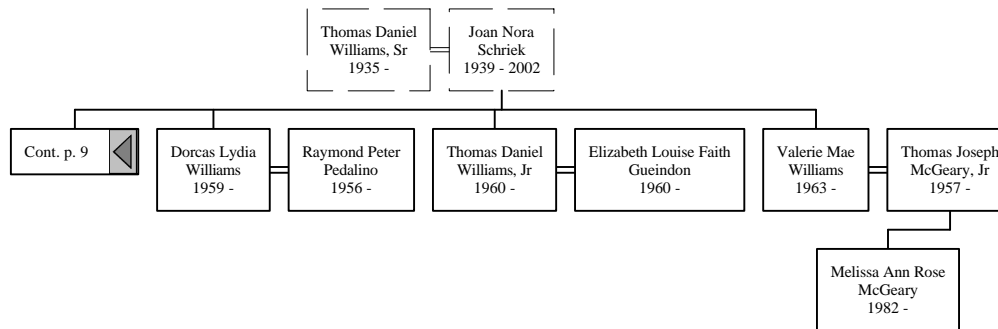 Thomas Daniel
Williams, Sr
1935 -
Joan Nora
Schriek
1939 - 2002
Cont. p. 9
Dorcas Lydia
Williams
1959 -
Raymond Peter
Pedalino
1956 -
Thomas Daniel
Williams, Jr
1960 -
Elizabeth Louise Faith
Gueindon
1960 -
Valerie Mae
Williams
1963 -
Thomas Joseph
McGeary, Jr
1957 -
Melissa Ann Rose
McGeary
1982 -